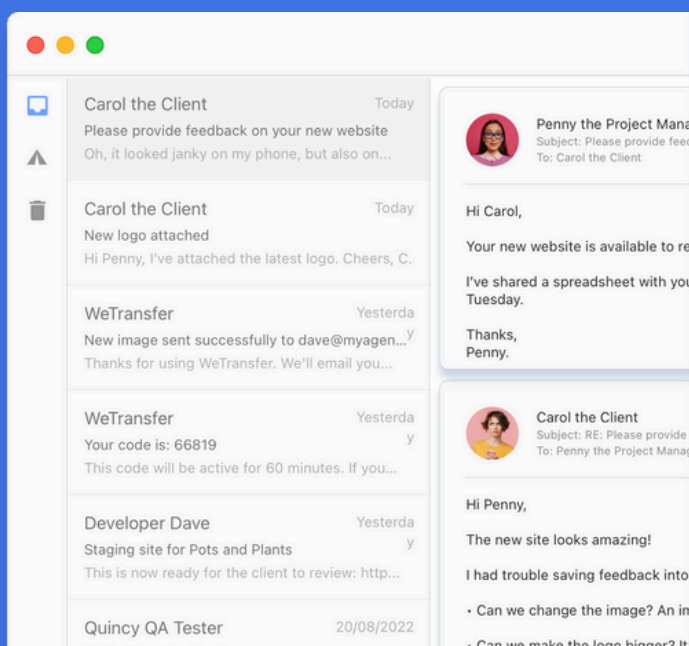 Carol the Client
Today
Please provide feedback on your new website
Oh, it looked janky on my phone, but also on...
Carol the Client
Today
New logo attached
Hi Penny, I've attached the latest logo. Cheers, C.
WeTransfer
Yesterda
y
New image sent successfully to dave@myagen...
Thanks for using WeTransfer. We'll email you...
WeTransfer
Yesterda
y
Your code is: 66819
This code will be active for 60 minutes. If you...
Developer Dave
Yesterda
y
Staging site for Pots and Plants
This is now ready for the client to review: http...
Quincy QA Tester
20/08/2022
Penny the Project Mana
Subject: Please provide feed
To: Carol the Client
Hi Carol,
Your new website is available to re
I've shared a spreadsheet with you
Tuesday.
Thanks,
Penny.
Carol the Client
Subject: RE: Please provide
To: Penny the Project Manag
Hi Penny,
The new site looks amazing!
I had trouble saving feedback into
• Can we change the image? An im
• Can we make the logo bigger? It